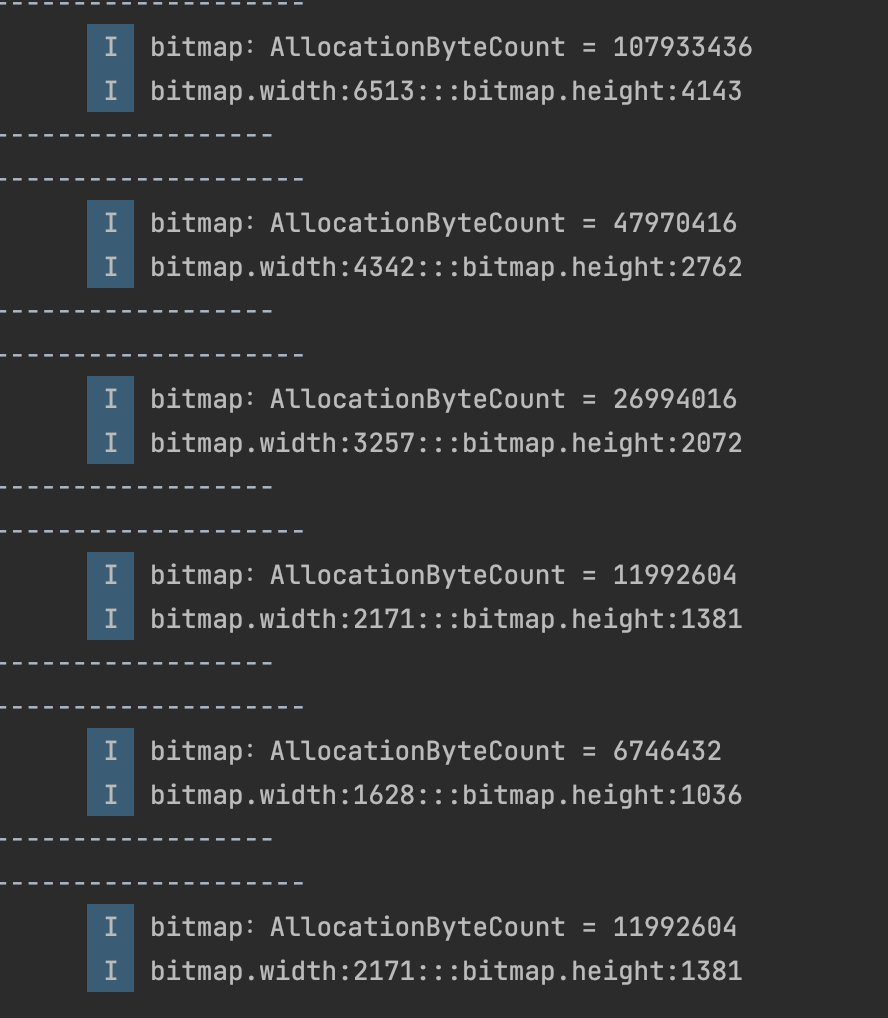 -------------------
I bitmap: AllocationByteCount = 107933436
I bitmap.width:6513:::bitmap.height:4143
-----------------
-------------------
I bitmap: AllocationByteCount = 47970416
I bitmap.width:4342:::bitmap.height:2762
-----------------
-------------------
I bitmap: AllocationByteCount = 26994016
I bitmap.width:3257:::bitmap.height:2072
-----------------
-------------------
I bitmap: AllocationByteCount = 11992604
I bitmap.width:2171:::bitmap.height:1381
-----------------
-------------------
I bitmap: AllocationByteCount = 6746432
I bitmap.width:1628:::bitmap.height:1036
-----------------
-------------------
I bitmap: AllocationByteCount = 11992604
I bitmap.width:2171:::bitmap.height:1381